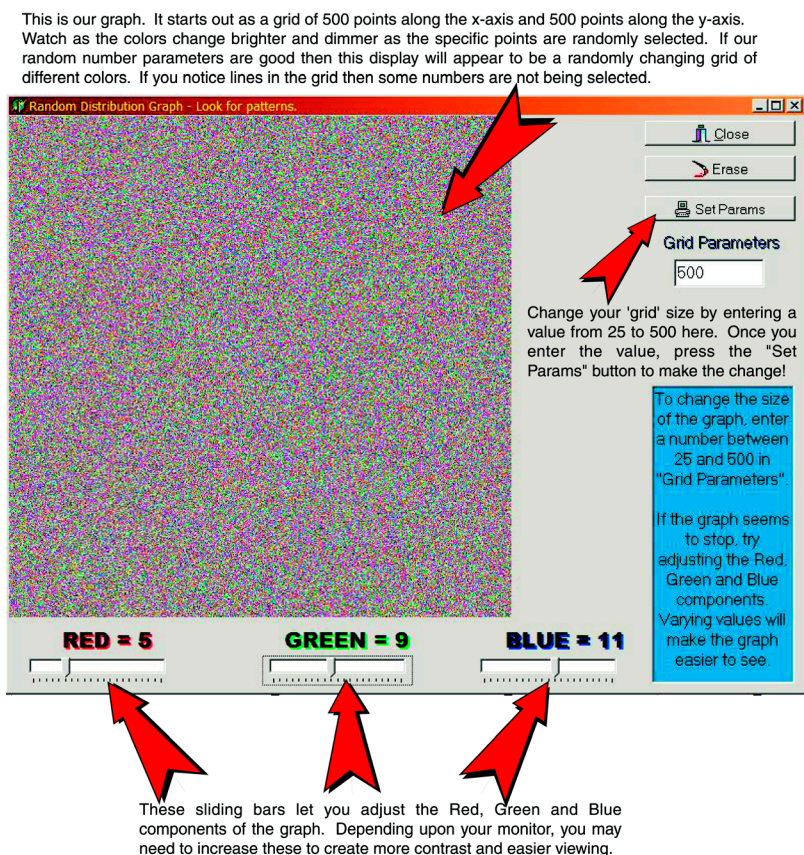 This is our graph.  It starts out as a grid of 500 points along the x-axis and 500 points along the y-axis.
Watch as the colors change brighter and dimmer as the specific points are randomly selected.  If our
random number parameters are good then this display will appear to be a randomly changing grid of
different colors.  If you notice lines in the grid then some numbers are not being selected.
Random Distribution Graph - Look for patterns.
Close
Erase
Set Params
Grid Parameters
500
Change your 'grid' size by entering a
value from 25 to 500 here.  Once you
enter the value, press the "Set
Params" button to make the change!
To change the size
of the graph, enter
a number between
25 and 500 in
"Grid Parameters".
If the graph seems
to stop, try
adjusting the Red,
Green and Blue
components.
Varying values will
make the graph
easier to see.
RED = 5
GREEN = 9
BLUE = 11
These sliding bars let you adjust the Red, Green and Blue
components of the graph.  Depending upon your monitor, you may
need to increase these to create more contrast and easier viewing.